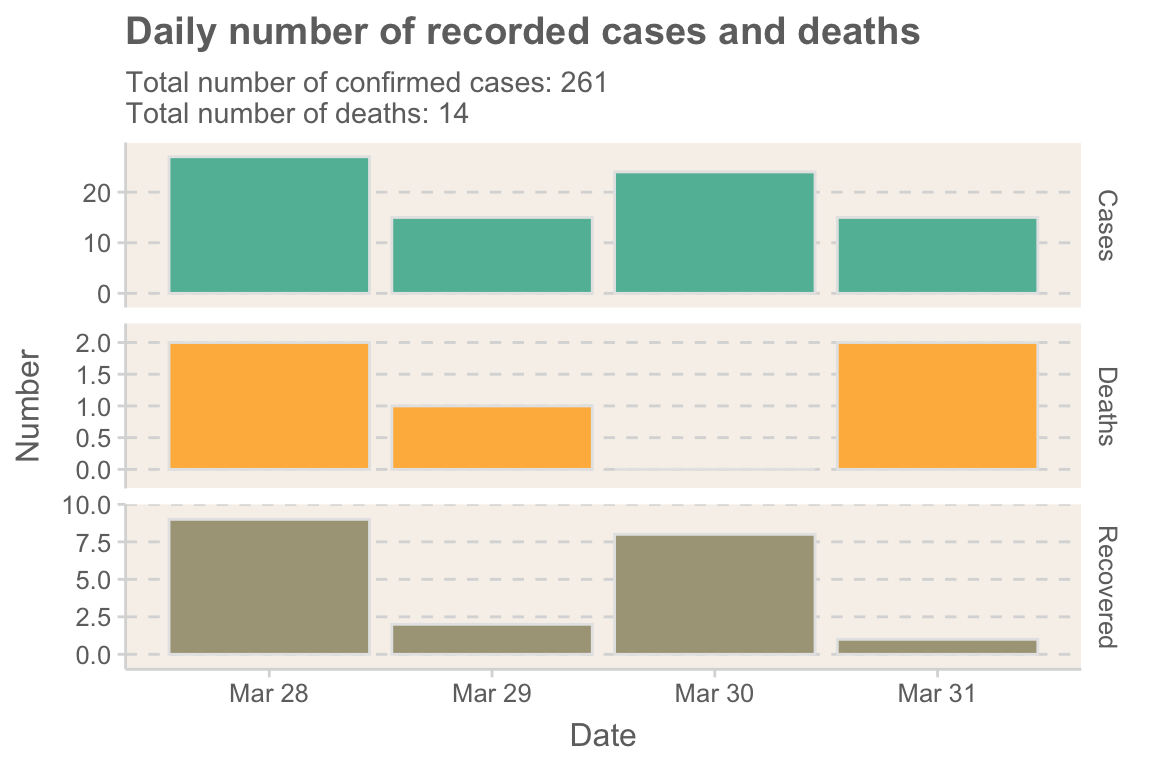 Daily number of recorded cases and deaths
Total number of confirmed cases: 261
Total number of deaths: 14
20
10
0
Cases
Number
2.0
1.5
1.0
0.5
0.0
Deaths
10.0
7.5
5.0
2.5
0.0
Recovered
Mar 28 Mar 29 Mar 30 Mar 31
Date